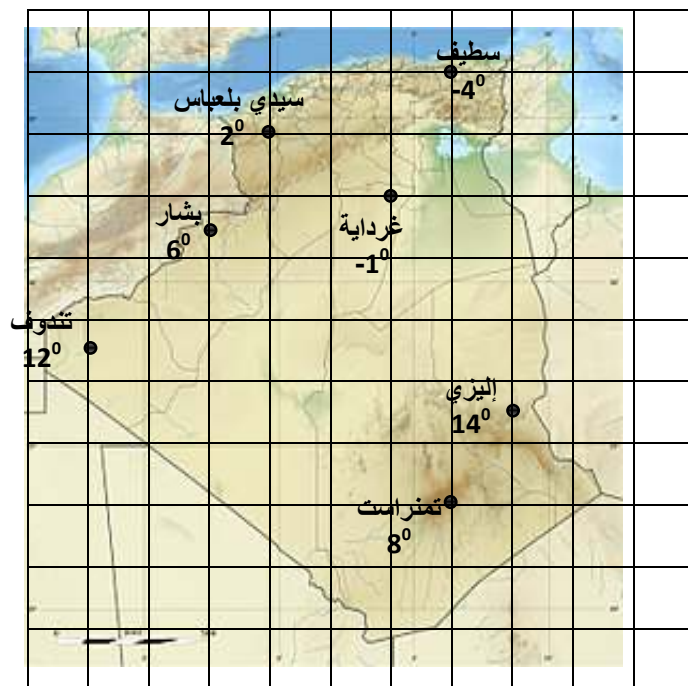 سطيف
-4⁰
سيدي بلعباس
2⁰
بشار
6⁰
غرداية
-1⁰
تندوف
12⁰
إليزي
14⁰
تمنراست
8⁰